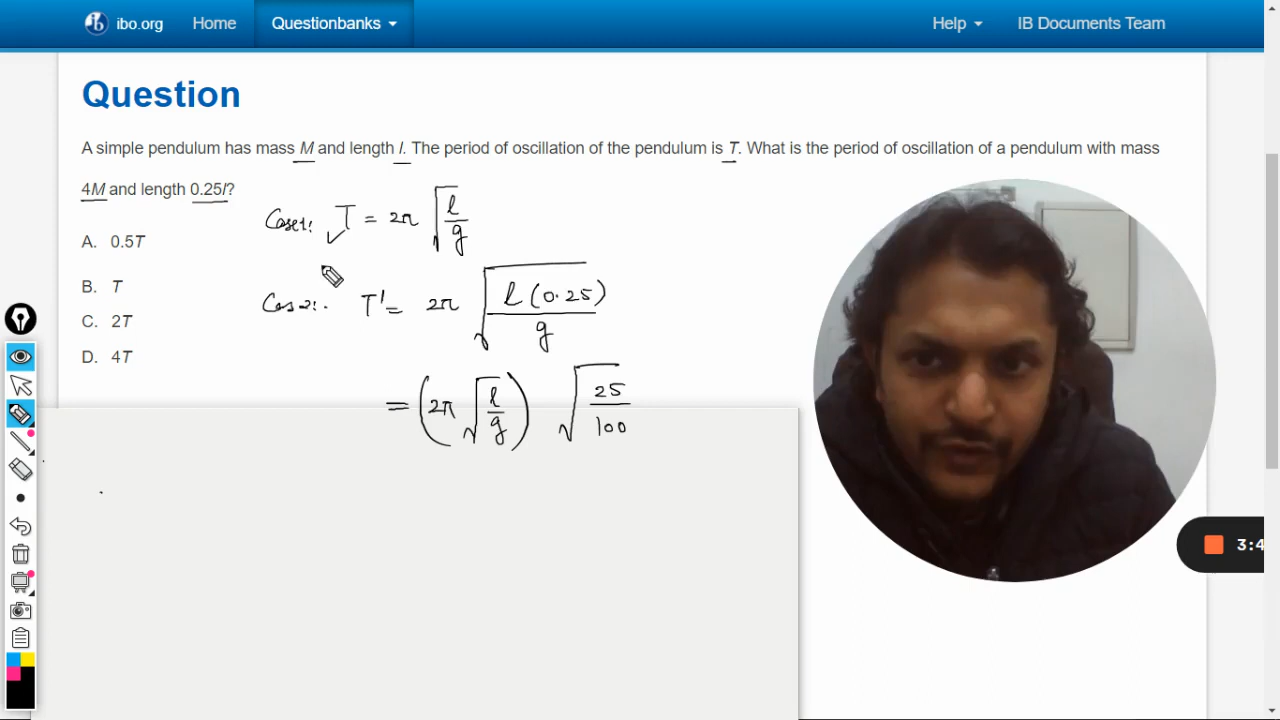 ibo.org Home Questionbanks Help IB Documents Team
Question
A simple pendulum has mass M and length l. The period of oscillation of the pendulum is T. What is the period of oscillation of a pendulum with mass
4M and length 0.25l?
A. 0.5T
B. T
C. 2T
D. 4T
Case1: T = 2π √(l/g)
Cas 2: T' = 2π √(l(0.25)/g)
= (2π √(l/g)) √(25/100)
3:4